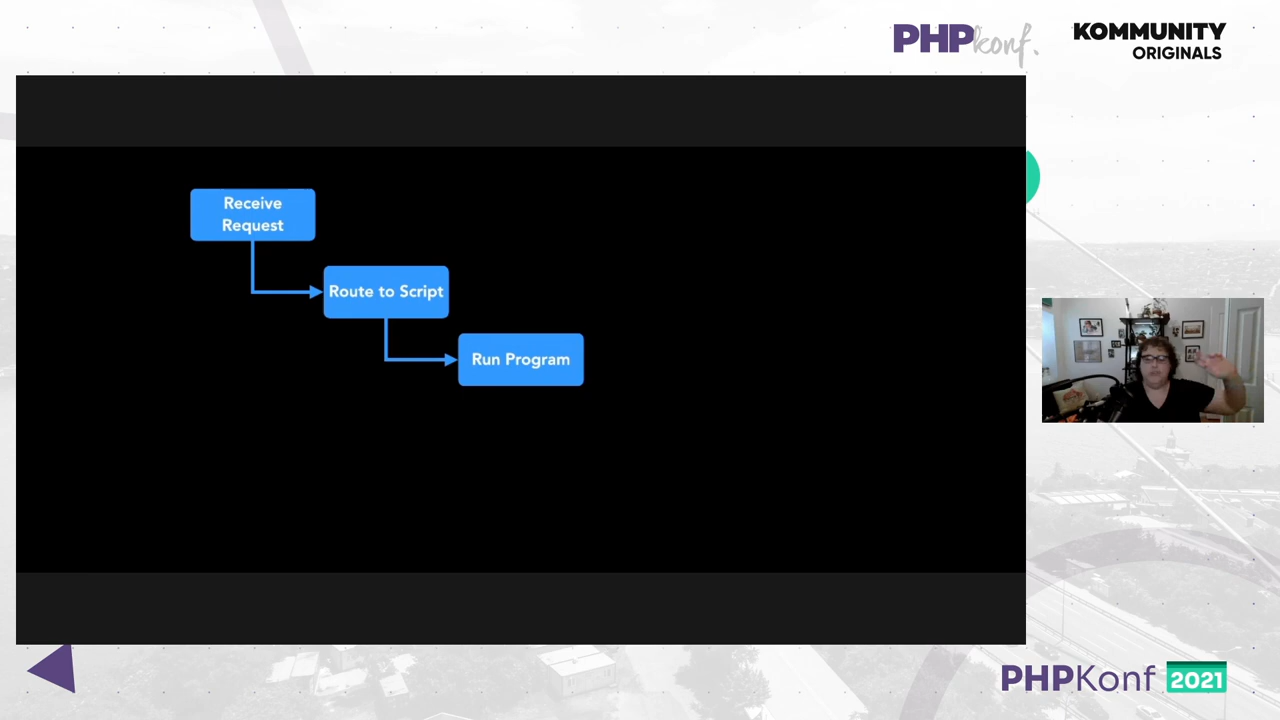 PHPkonf.
KOMMUNITY
ORIGINALS
Receive
Request
Route to Script
Run Program
PHPKonf 2021